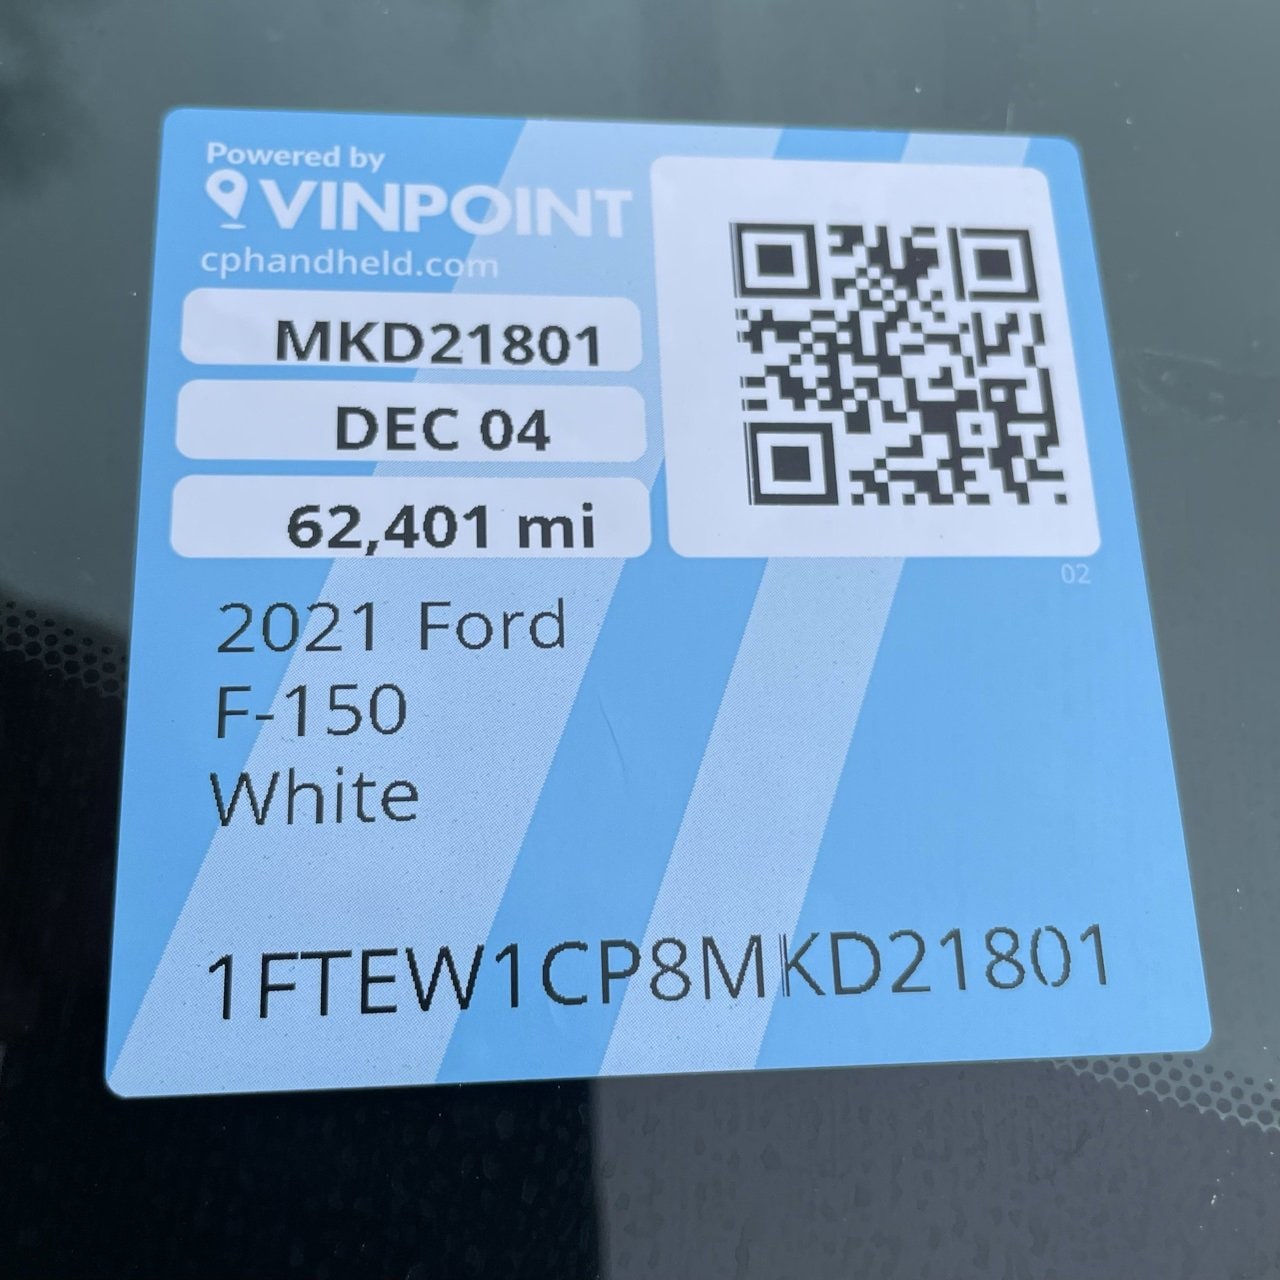 Powered by
VINPOINT
cphandheld.com
MKD21801
DEC 04
62,401 mi
02
2021 Ford
F-150
White
1FTEW1CP8MKD21801